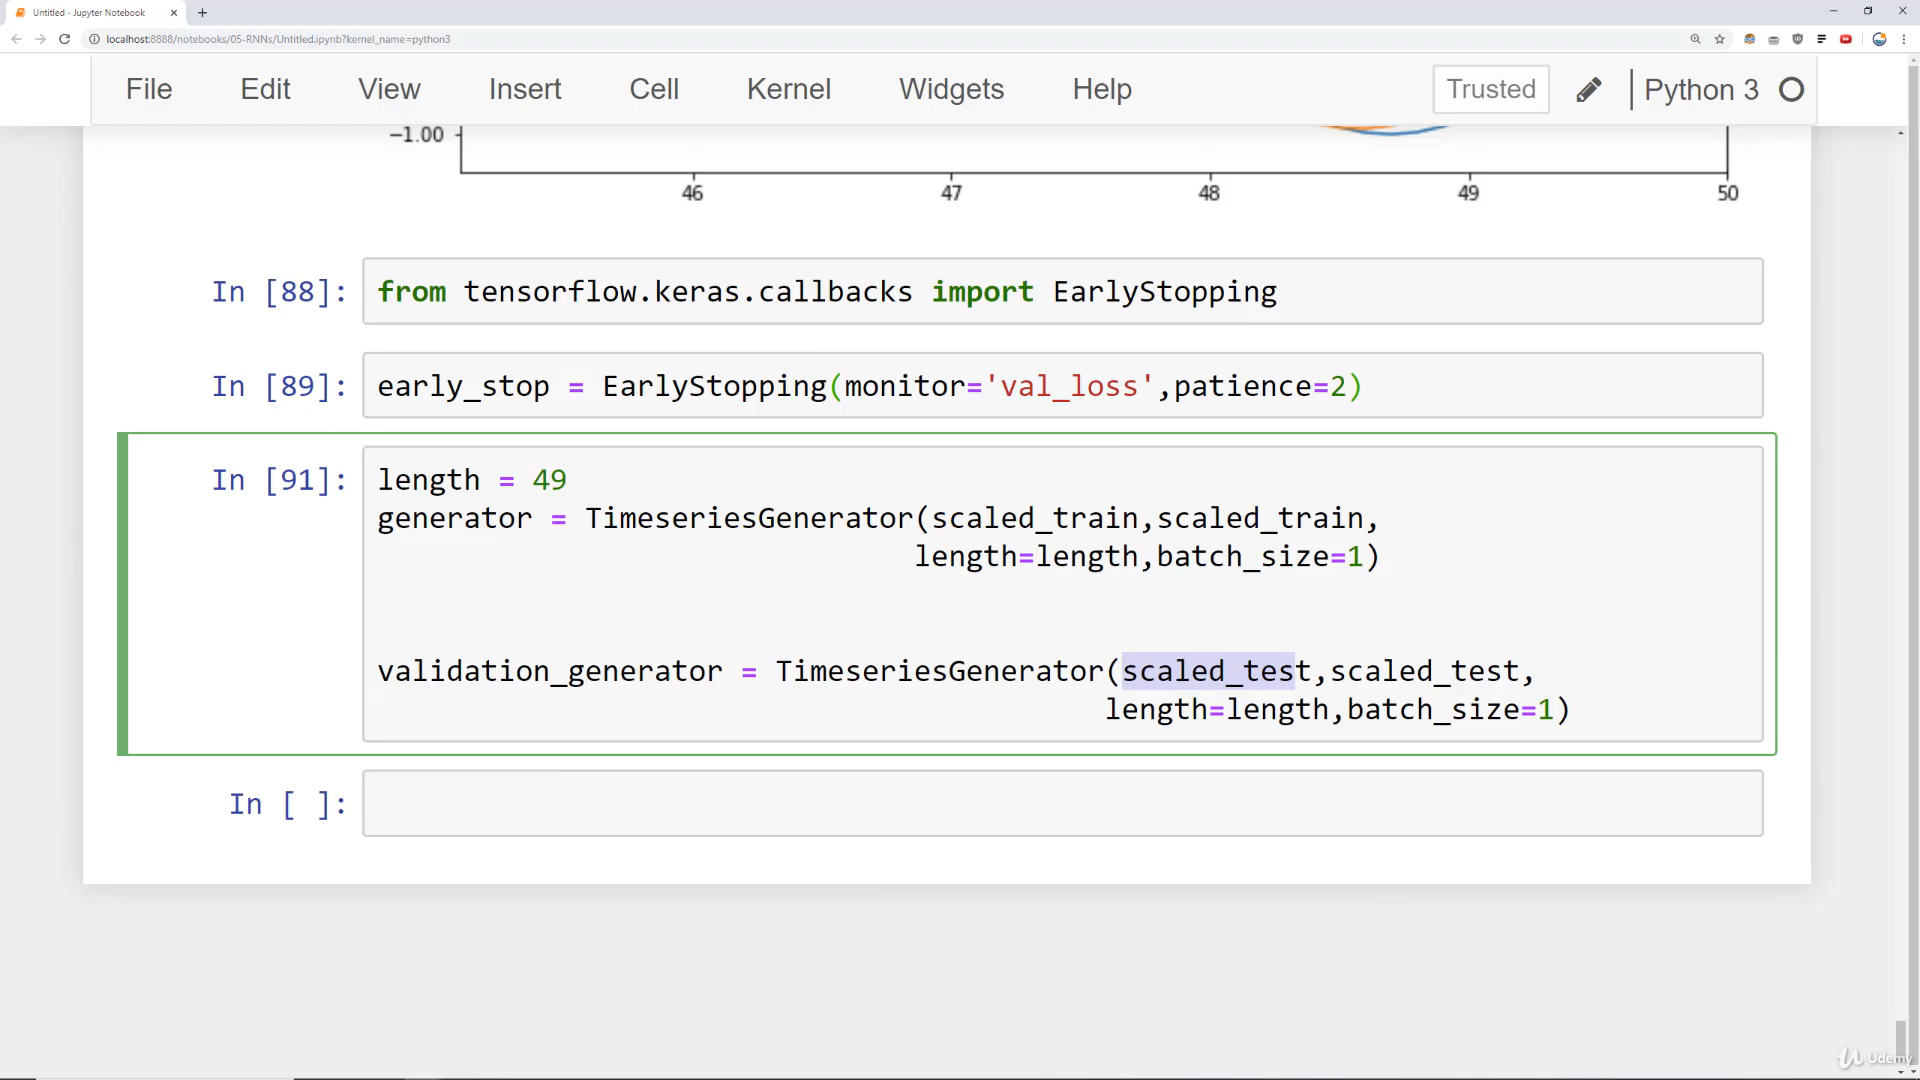 Untitled - Jupyter Notebook
localhost:8888/notebooks/05-RNNs/Untitled.ipynb?kernel_name=python3
File Edit View Insert Cell Kernel Widgets Help Trusted Python 3
−1.00
46 47 48 49 50
In [88]: from tensorflow.keras.callbacks import EarlyStopping
In [89]: early_stop = EarlyStopping(monitor='val_loss',patience=2)
In [91]: length = 49
generator = TimeseriesGenerator(scaled_train,scaled_train,
length=length,batch_size=1)
validation_generator = TimeseriesGenerator(scaled_test,scaled_test,
length=length,batch_size=1)
In [ ]:
Udemy